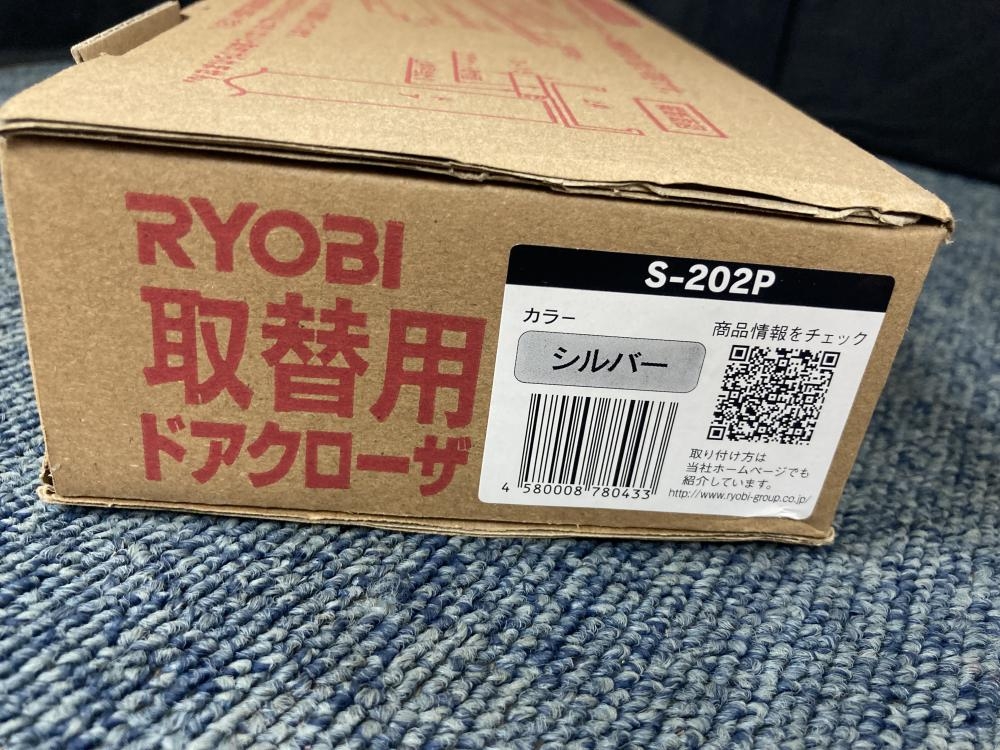 RYOBI
取替用
ドアクローザ
S-202P
カラー
シルバー
商品情報をチェック
4 580008 780433
取り付け方は
当社ホームページでも
紹介しています。
http://www.ryobi-group.co.jp/